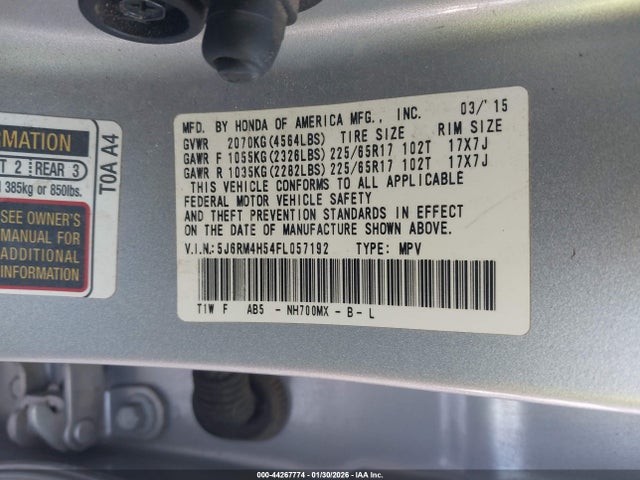 MFD. BY HONDA OF AMERICA MFG., INC. 03/'15
GVWR 2070KG(4564LBS) TIRE SIZE RIM SIZE
GAWR F 1055KG(2326LBS) 225/65R17 102T 17X7J
GAWR R 1035KG(2282LBS) 225/65R17 102T 17X7J
THIS VEHICLE CONFORMS TO ALL APPLICABLE
FEDERAL MOTOR VEHICLE SAFETY
AND THEFT PREVENTION STANDARDS IN EFFECT
ON THE DATE OF MANUFACTURE SHOWN ABOVE.
V.I.N.:5J6RM4H54FL057192 TYPE: MPV
T1W F AB5 - NH700MX - B - L
RMATION
T 2 REAR 3
385kg or 850lbs.
SEE OWNER'S
MANUAL FOR
ADDITIONAL
INFORMATION
T0A A4
000-44267774 - 01/30/2026 - IAA Inc.